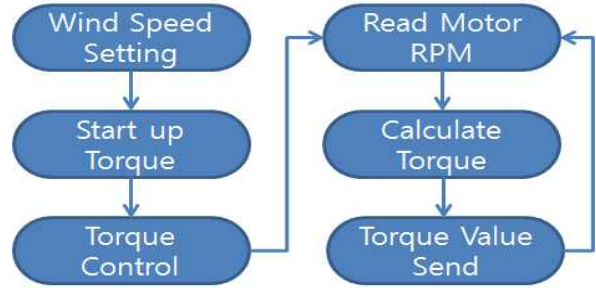 Wind Speed
Setting
Start up
Torque
Torque
Control
Read Motor
RPM
Calculate
Torque
Torque Value
Send